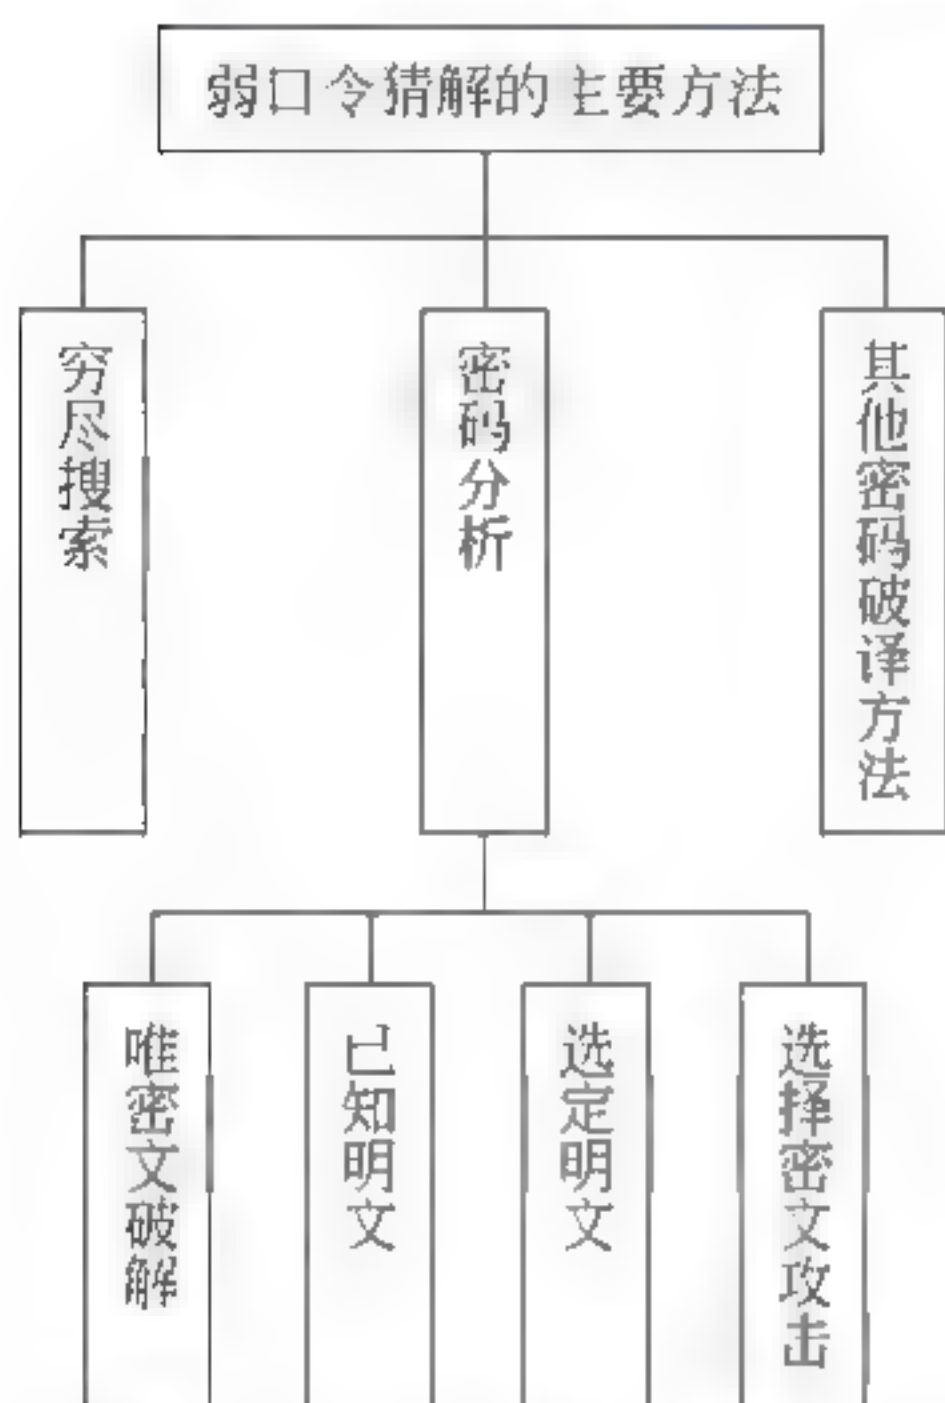 弱口令猜解的主要方法
穷尽搜索
密码分析
其他密码破译方法
唯密文破解
已知明文
选定明文
选择密文攻击